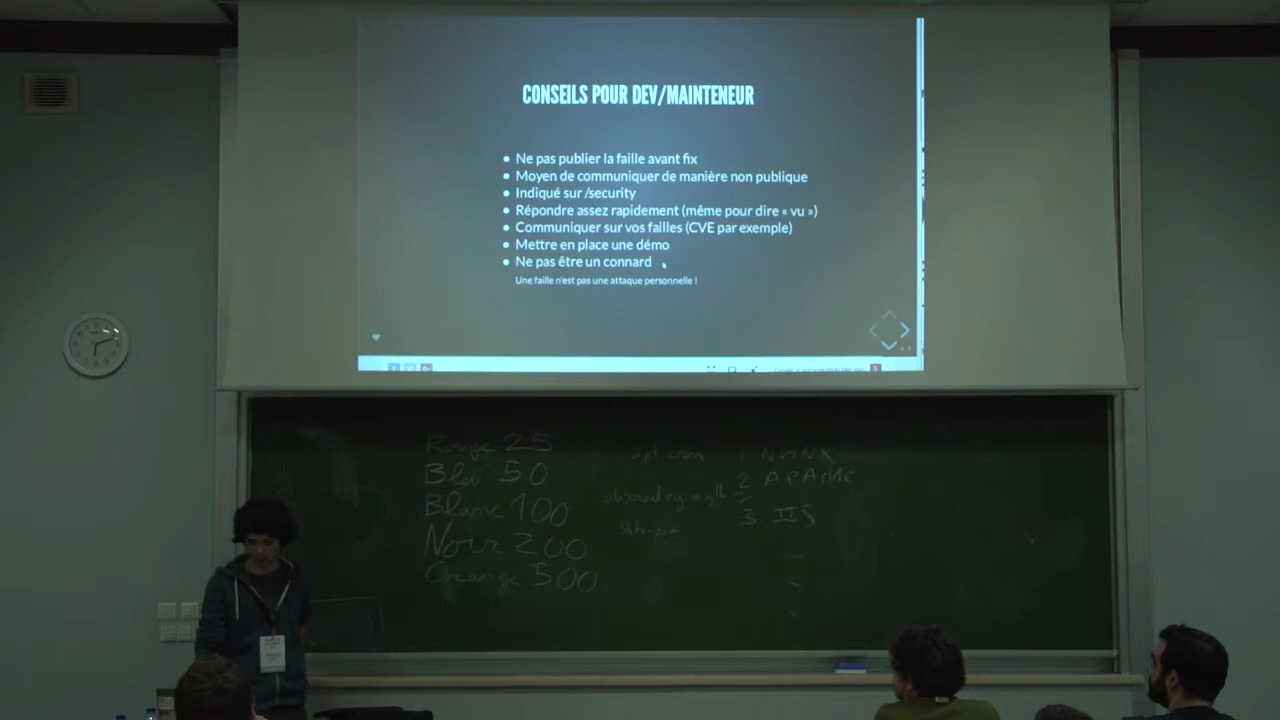 CONSEILS POUR DEV/MAINTENEUR
Ne pas publier la faille avant fix
Moyen de communiquer de manière non publique
Indiqué sur /security
Répondre assez rapidement (même pour dire « vu »)
Communiquer sur vos failles (CVE par exemple)
Mettre en place une démo
Ne pas être un connard
Une faille n'est pas une attaque personnelle !
Rouge 25
Bleu 50
Blanc 100
Noir 200
Orange 500
1 NGINX
2 APACHE
3 IIS